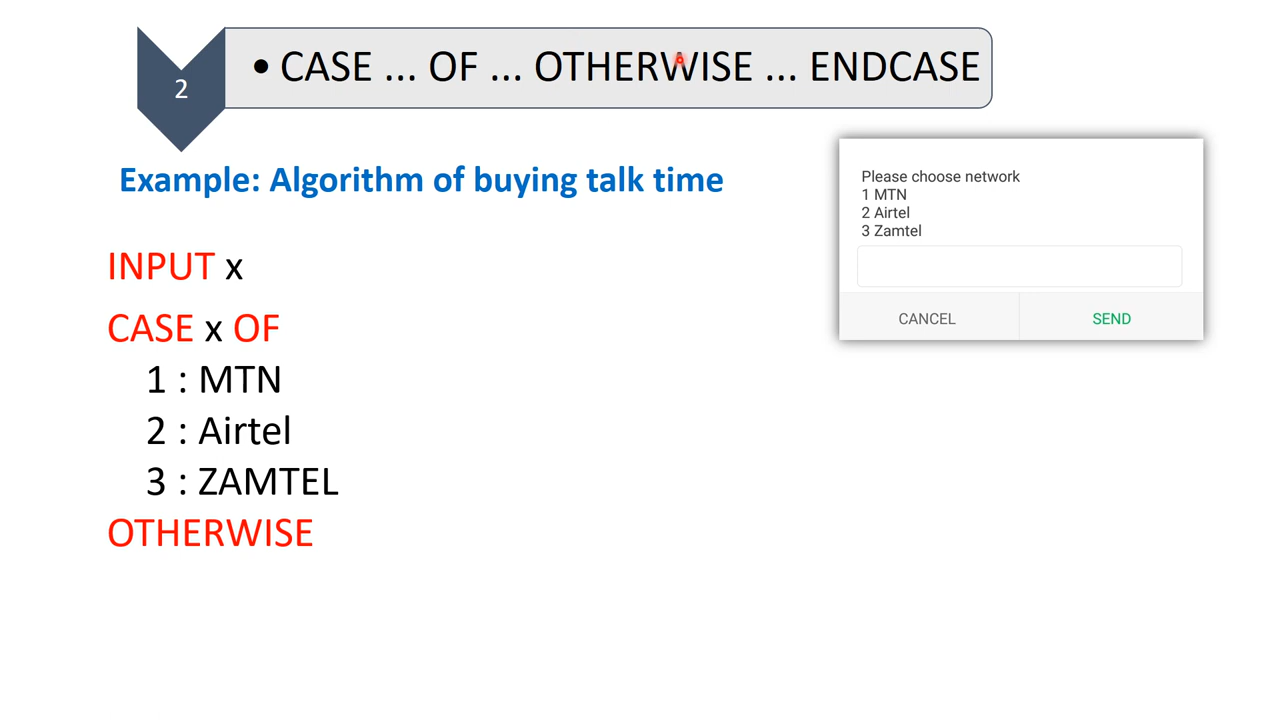 2
• CASE ... OF ... OTHERWISE ... ENDCASE
Example: Algorithm of buying talk time
INPUT x
CASE x OF
1 : MTN
2 : Airtel
3 : ZAMTEL
OTHERWISE
Please choose network
1 MTN
2 Airtel
3 Zamtel
CANCEL SEND